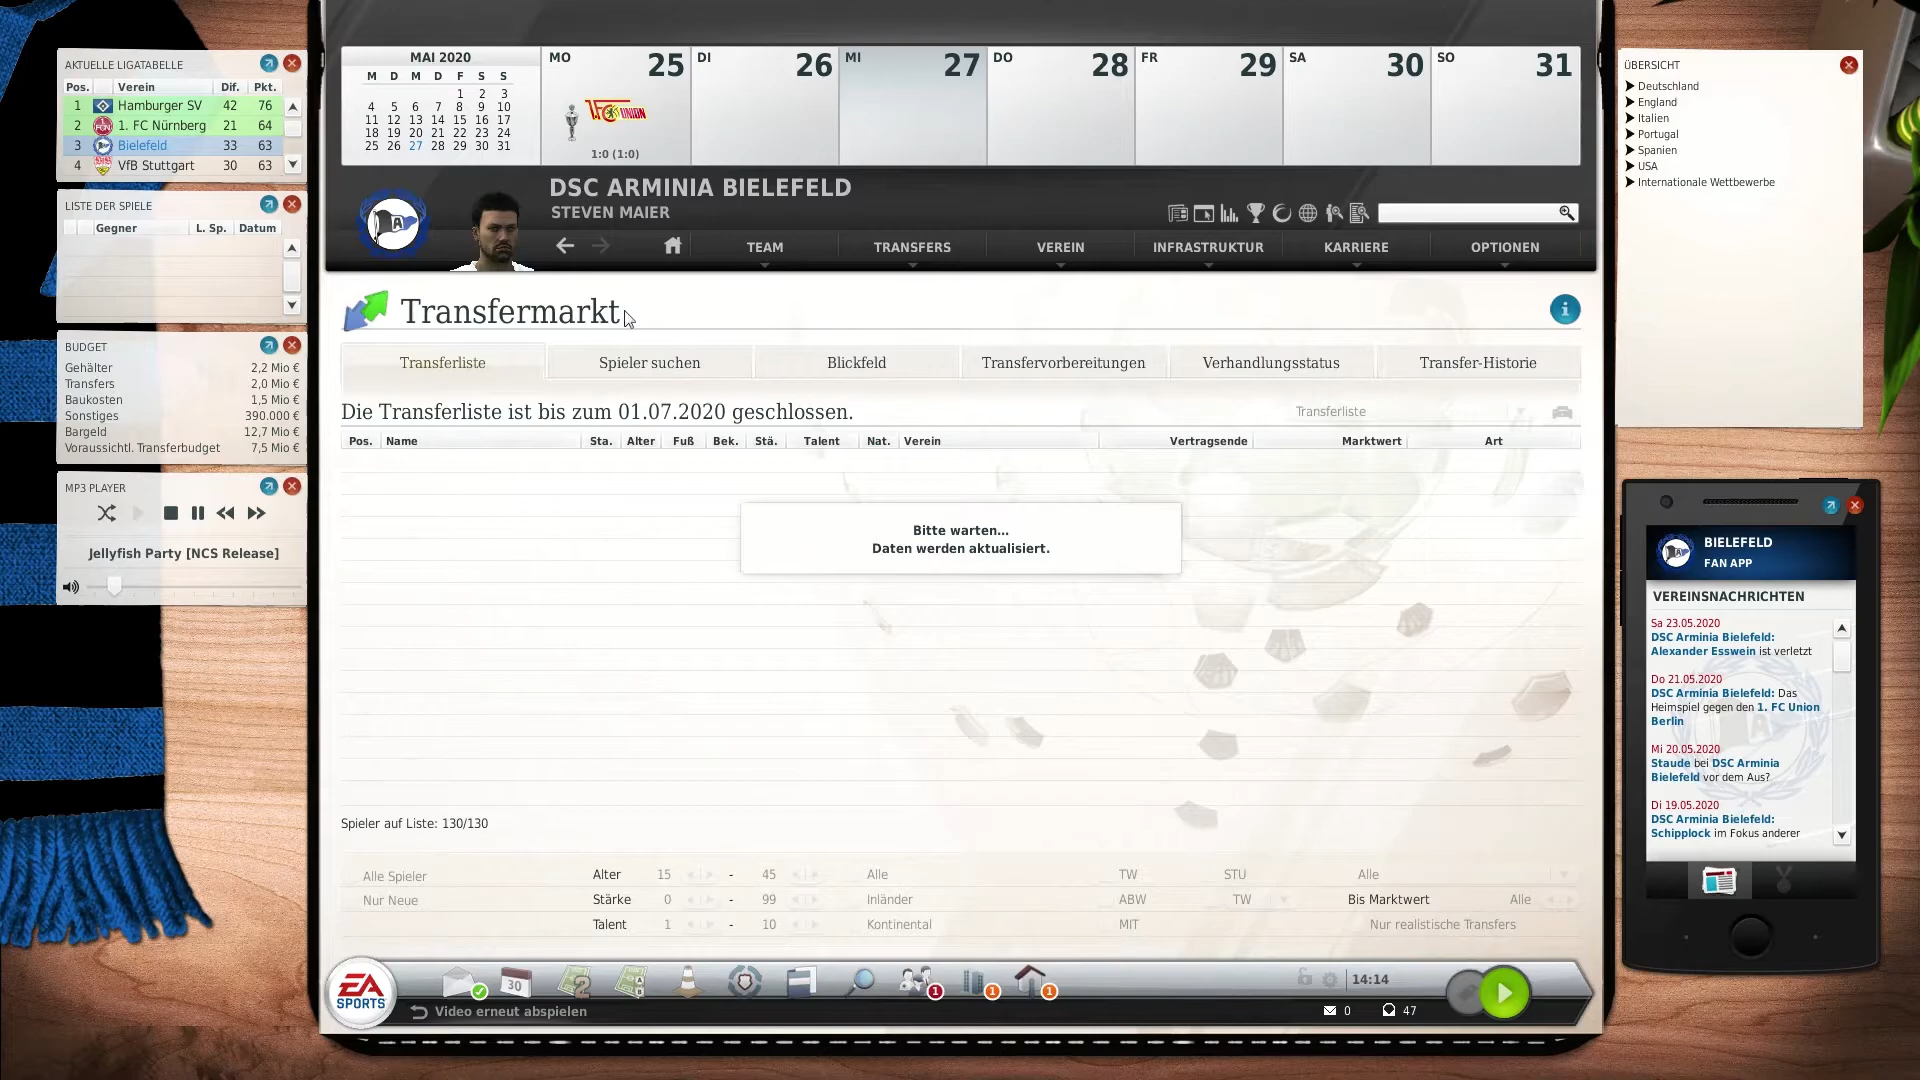 AKTUELLE LIGATABELLE
Pos. Verein Dif. Pkt.
1 Hamburger SV 42 76
2 1. FC Nürnberg 21 64
3 Bielefeld 33 63
4 VfB Stuttgart 30 63
LISTE DER SPIELE
Gegner L. Sp. Datum
BUDGET
Gehälter 2,2 Mio €
Transfers 2,0 Mio €
Baukosten 1,5 Mio €
Sonstiges 390.000 €
Bargeld 12,7 Mio €
Voraussichtl. Transferbudget 7,5 Mio €
MP3 PLAYER
Jellyfish Party [NCS Release]
MAI 2020
M D M D F S S
1 2 3
4 5 6 7 8 9 10
11 12 13 14 15 16 17
18 19 20 21 22 23 24
25 26 27 28 29 30 31
MO 25
1FC UNION
1:0 (1:0)
DI 26
MI 27
DO 28
FR 29
SA 30
SO 31
DSC ARMINIA BIELEFELD
STEVEN MAIER
TEAM TRANSFERS VEREIN INFRASTRUKTUR KARRIERE OPTIONEN
Transfermarkt
Transferliste Spieler suchen Blickfeld Transfervorbereitungen Verhandlungsstatus Transfer-Historie
Die Transferliste ist bis zum 01.07.2020 geschlossen.
Transferliste
Pos. Name Sta. Alter Fuß Bek. Stä. Talent Nat. Verein Vertragsende Marktwert Art
Bitte warten...
Daten werden aktualisiert.
Spieler auf Liste: 130/130
Alle Spieler Alter 15 - 45 Alle TW STU Alle
Nur Neue Stärke 0 - 99 Inländer ABW TW Bis Marktwert Alle
Talent 1 - 10 Kontinental MIT Nur realistische Transfers
EA SPORTS
30
2
1
1
1
14:14
Video erneut abspielen
0 47
ÜBERSICHT
Deutschland
England
Italien
Portugal
Spanien
USA
Internationale Wettbewerbe
BIELEFELD
FAN APP
VEREINSNACHRICHTEN
Sa 23.05.2020
DSC Arminia Bielefeld:
Alexander Esswein ist verletzt
Do 21.05.2020
DSC Arminia Bielefeld: Das
Heimspiel gegen den 1. FC Union
Berlin
Mi 20.05.2020
Staude bei DSC Arminia
Bielefeld vor dem Aus?
Di 19.05.2020
DSC Arminia Bielefeld:
Schipplock im Fokus anderer